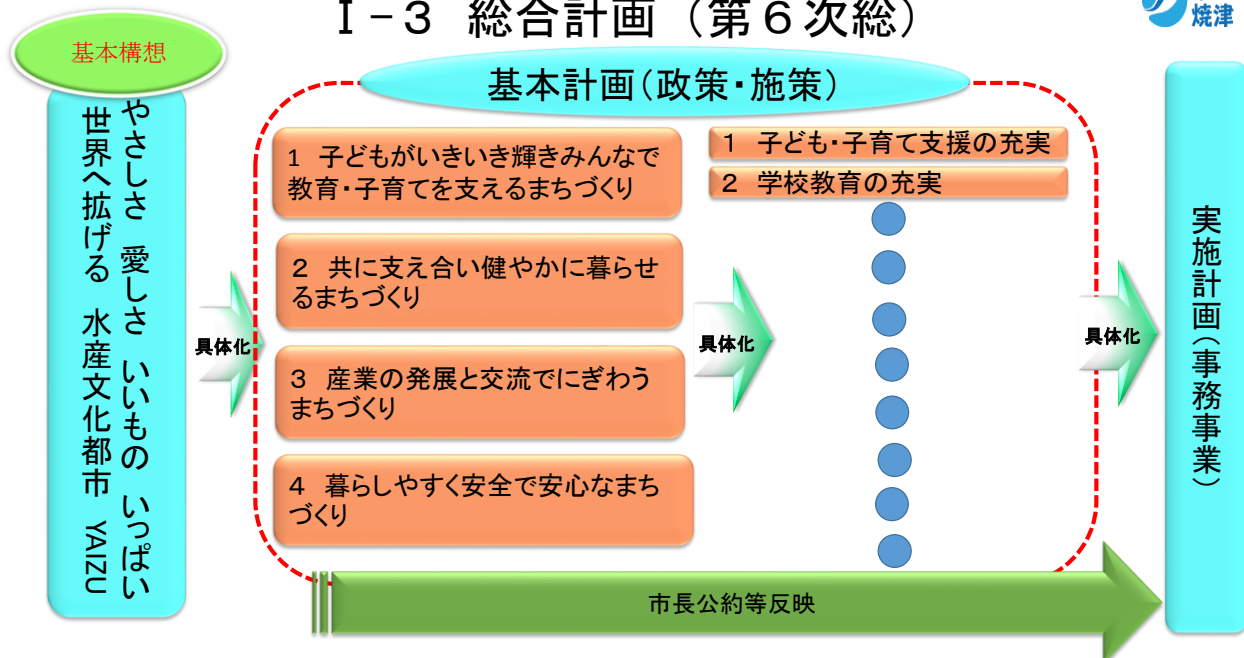 Ⅰ-3 総合計画(第6次総)
焼津
基本構想
やさしさ 愛しさ いいもの いっぱい
世界へ拡げる 水産文化都市 YAIZU
具体化
基本計画(政策・施策)
1 子どもがいきいき輝きみんなで
教育・子育てを支えるまちづくり
2 共に支え合い健やかに暮らせ
るまちづくり
3 産業の発展と交流でにぎわう
まちづくり
4 暮らしやすく安全で安心なまち
づくり
具体化
1 子ども・子育て支援の充実
2 学校教育の充実
具体化
実施計画(事務事業)
市長公約等反映